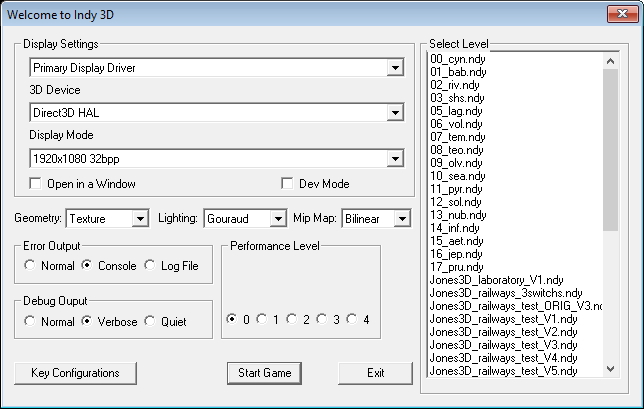 Welcome to Indy 3D
Display Settings
Primary Display Driver
3D Device
Direct3D HAL
Display Mode
1920x1080 32bpp
Open in a Window
Dev Mode
Geometry: Texture Lighting: Gouraud Mip Map: Bilinear
Error Output
Normal Console Log File
Debug Ouput
Normal Verbose Quiet
Performance Level
0 1 2 3 4
Key Configurations
Start Game
Exit
Select Level
00_cyn.ndy
01_bab.ndy
02_riv.ndy
03_shs.ndy
05_lag.ndy
06_vol.ndy
07_tem.ndy
08_teo.ndy
09_olv.ndy
10_sea.ndy
11_pyr.ndy
12_sol.ndy
13_nub.ndy
14_inf.ndy
15_aet.ndy
16_jep.ndy
17_pru.ndy
Jones3D_laboratory_V1.ndy
Jones3D_railways_3switchs.ndy
Jones3D_railways_test_ORIG_V3.nd
Jones3D_railways_test_V1.ndy
Jones3D_railways_test_V2.ndy
Jones3D_railways_test_V3.ndy
Jones3D_railways_test_V4.ndy
Jones3D_railways_test_V5.ndy